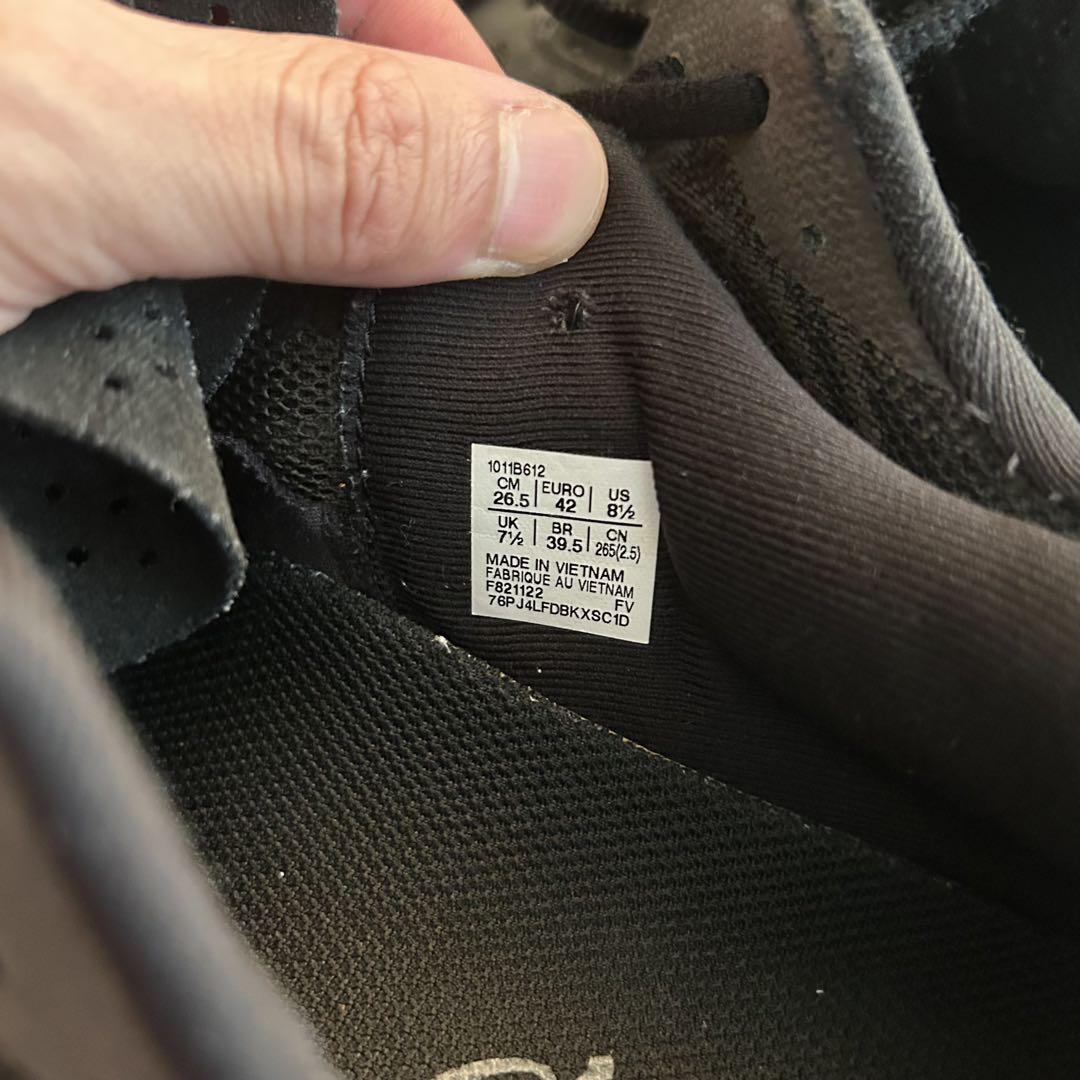 1011B612
CM EURO US
26.5 42 8½
UK BR CN
7½ 39.5 265(2.5)
MADE IN VIETNAM
FABRIQUE AU VIETNAM
F821122 FV
76PJ4LFDBKXSC1D